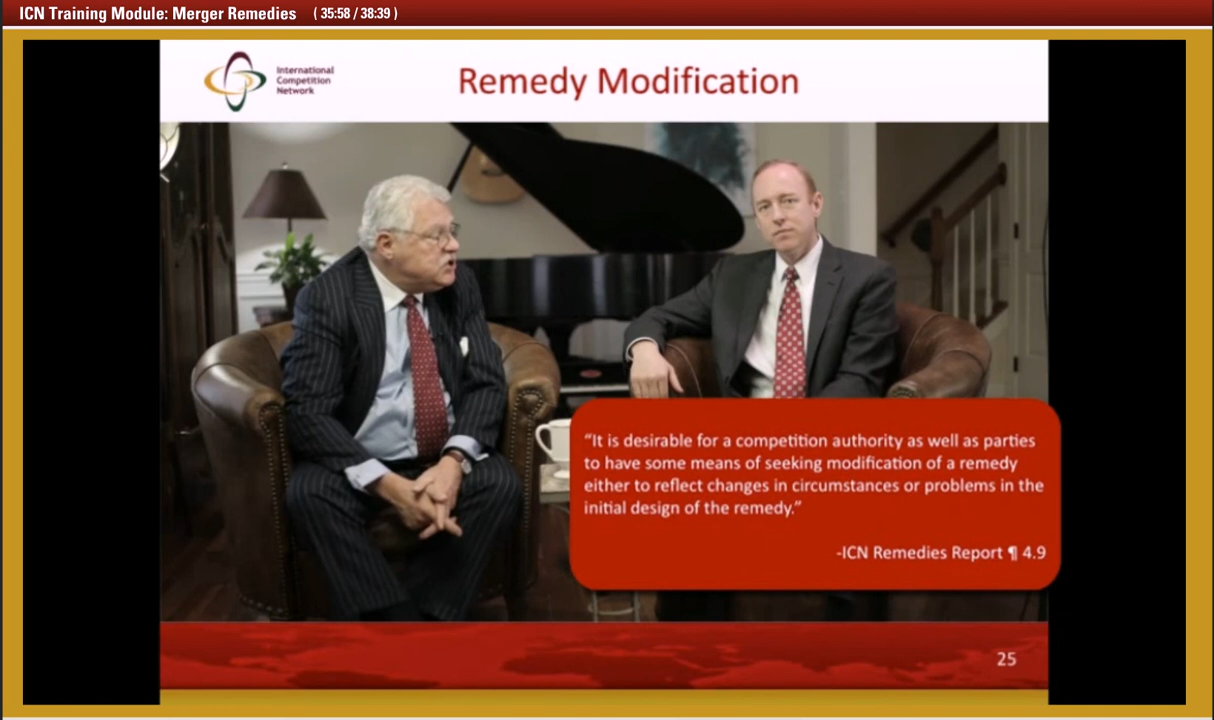 ICN Training Module: Merger Remedies ( 35:58 / 38:39 )
International
Competition
Network
Remedy Modification
“It is desirable for a competition authority as well as parties
to have some means of seeking modification of a remedy
either to reflect changes in circumstances or problems in the
initial design of the remedy.”
-ICN Remedies Report ¶ 4.9
25